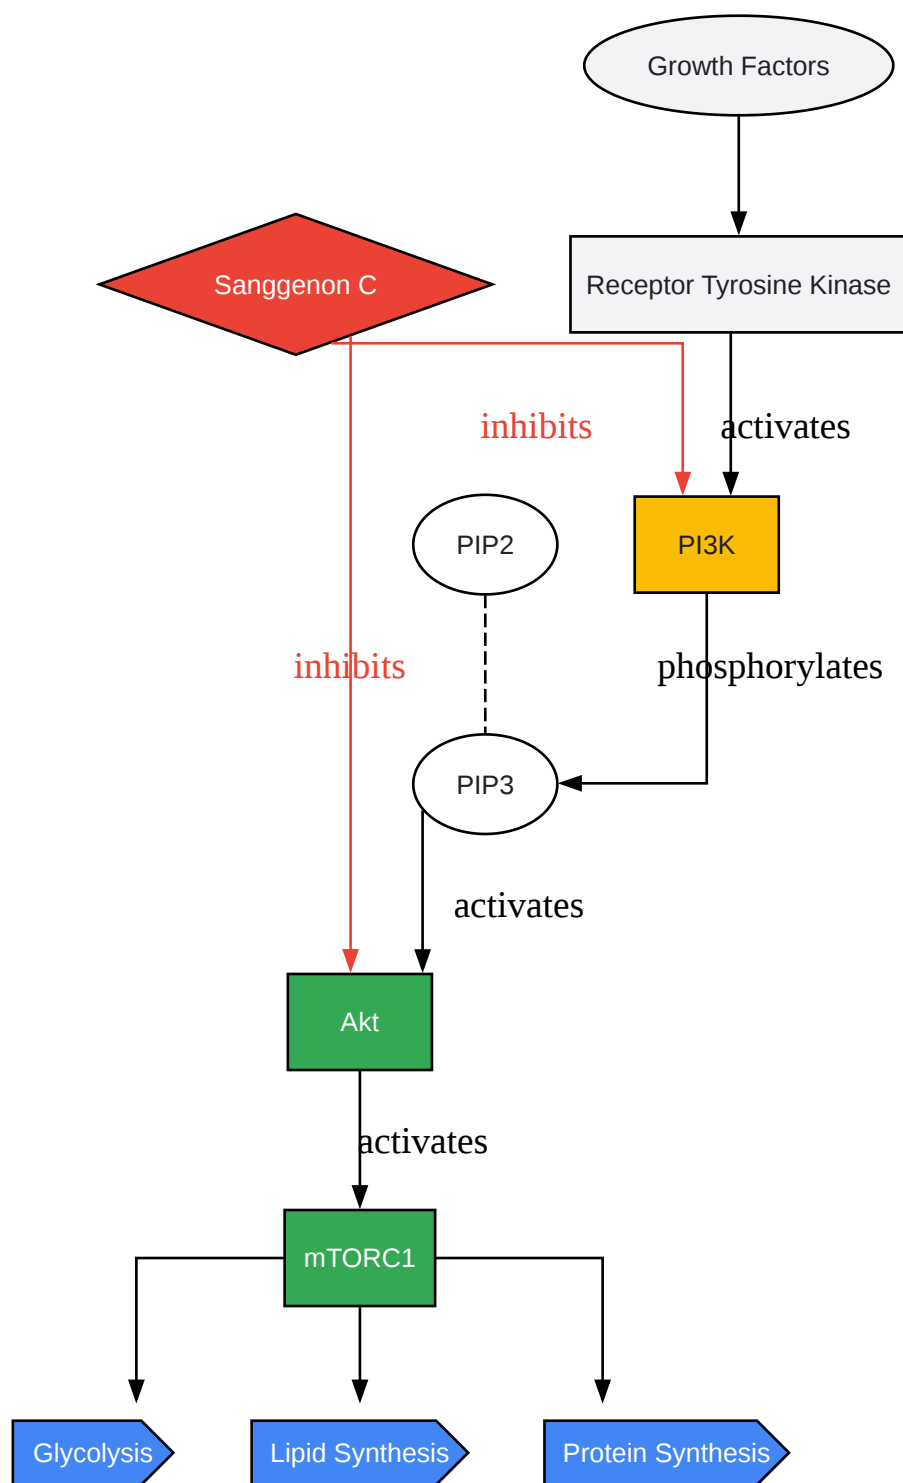 Growth Factors
Sanggenon C
Receptor Tyrosine Kinase
inhibits
activates
PIP2
PI3K
inhibits
phosphorylates
PIP3
activates
Akt
activates
mTORC1
Glycolysis
Lipid Synthesis
Protein Synthesis